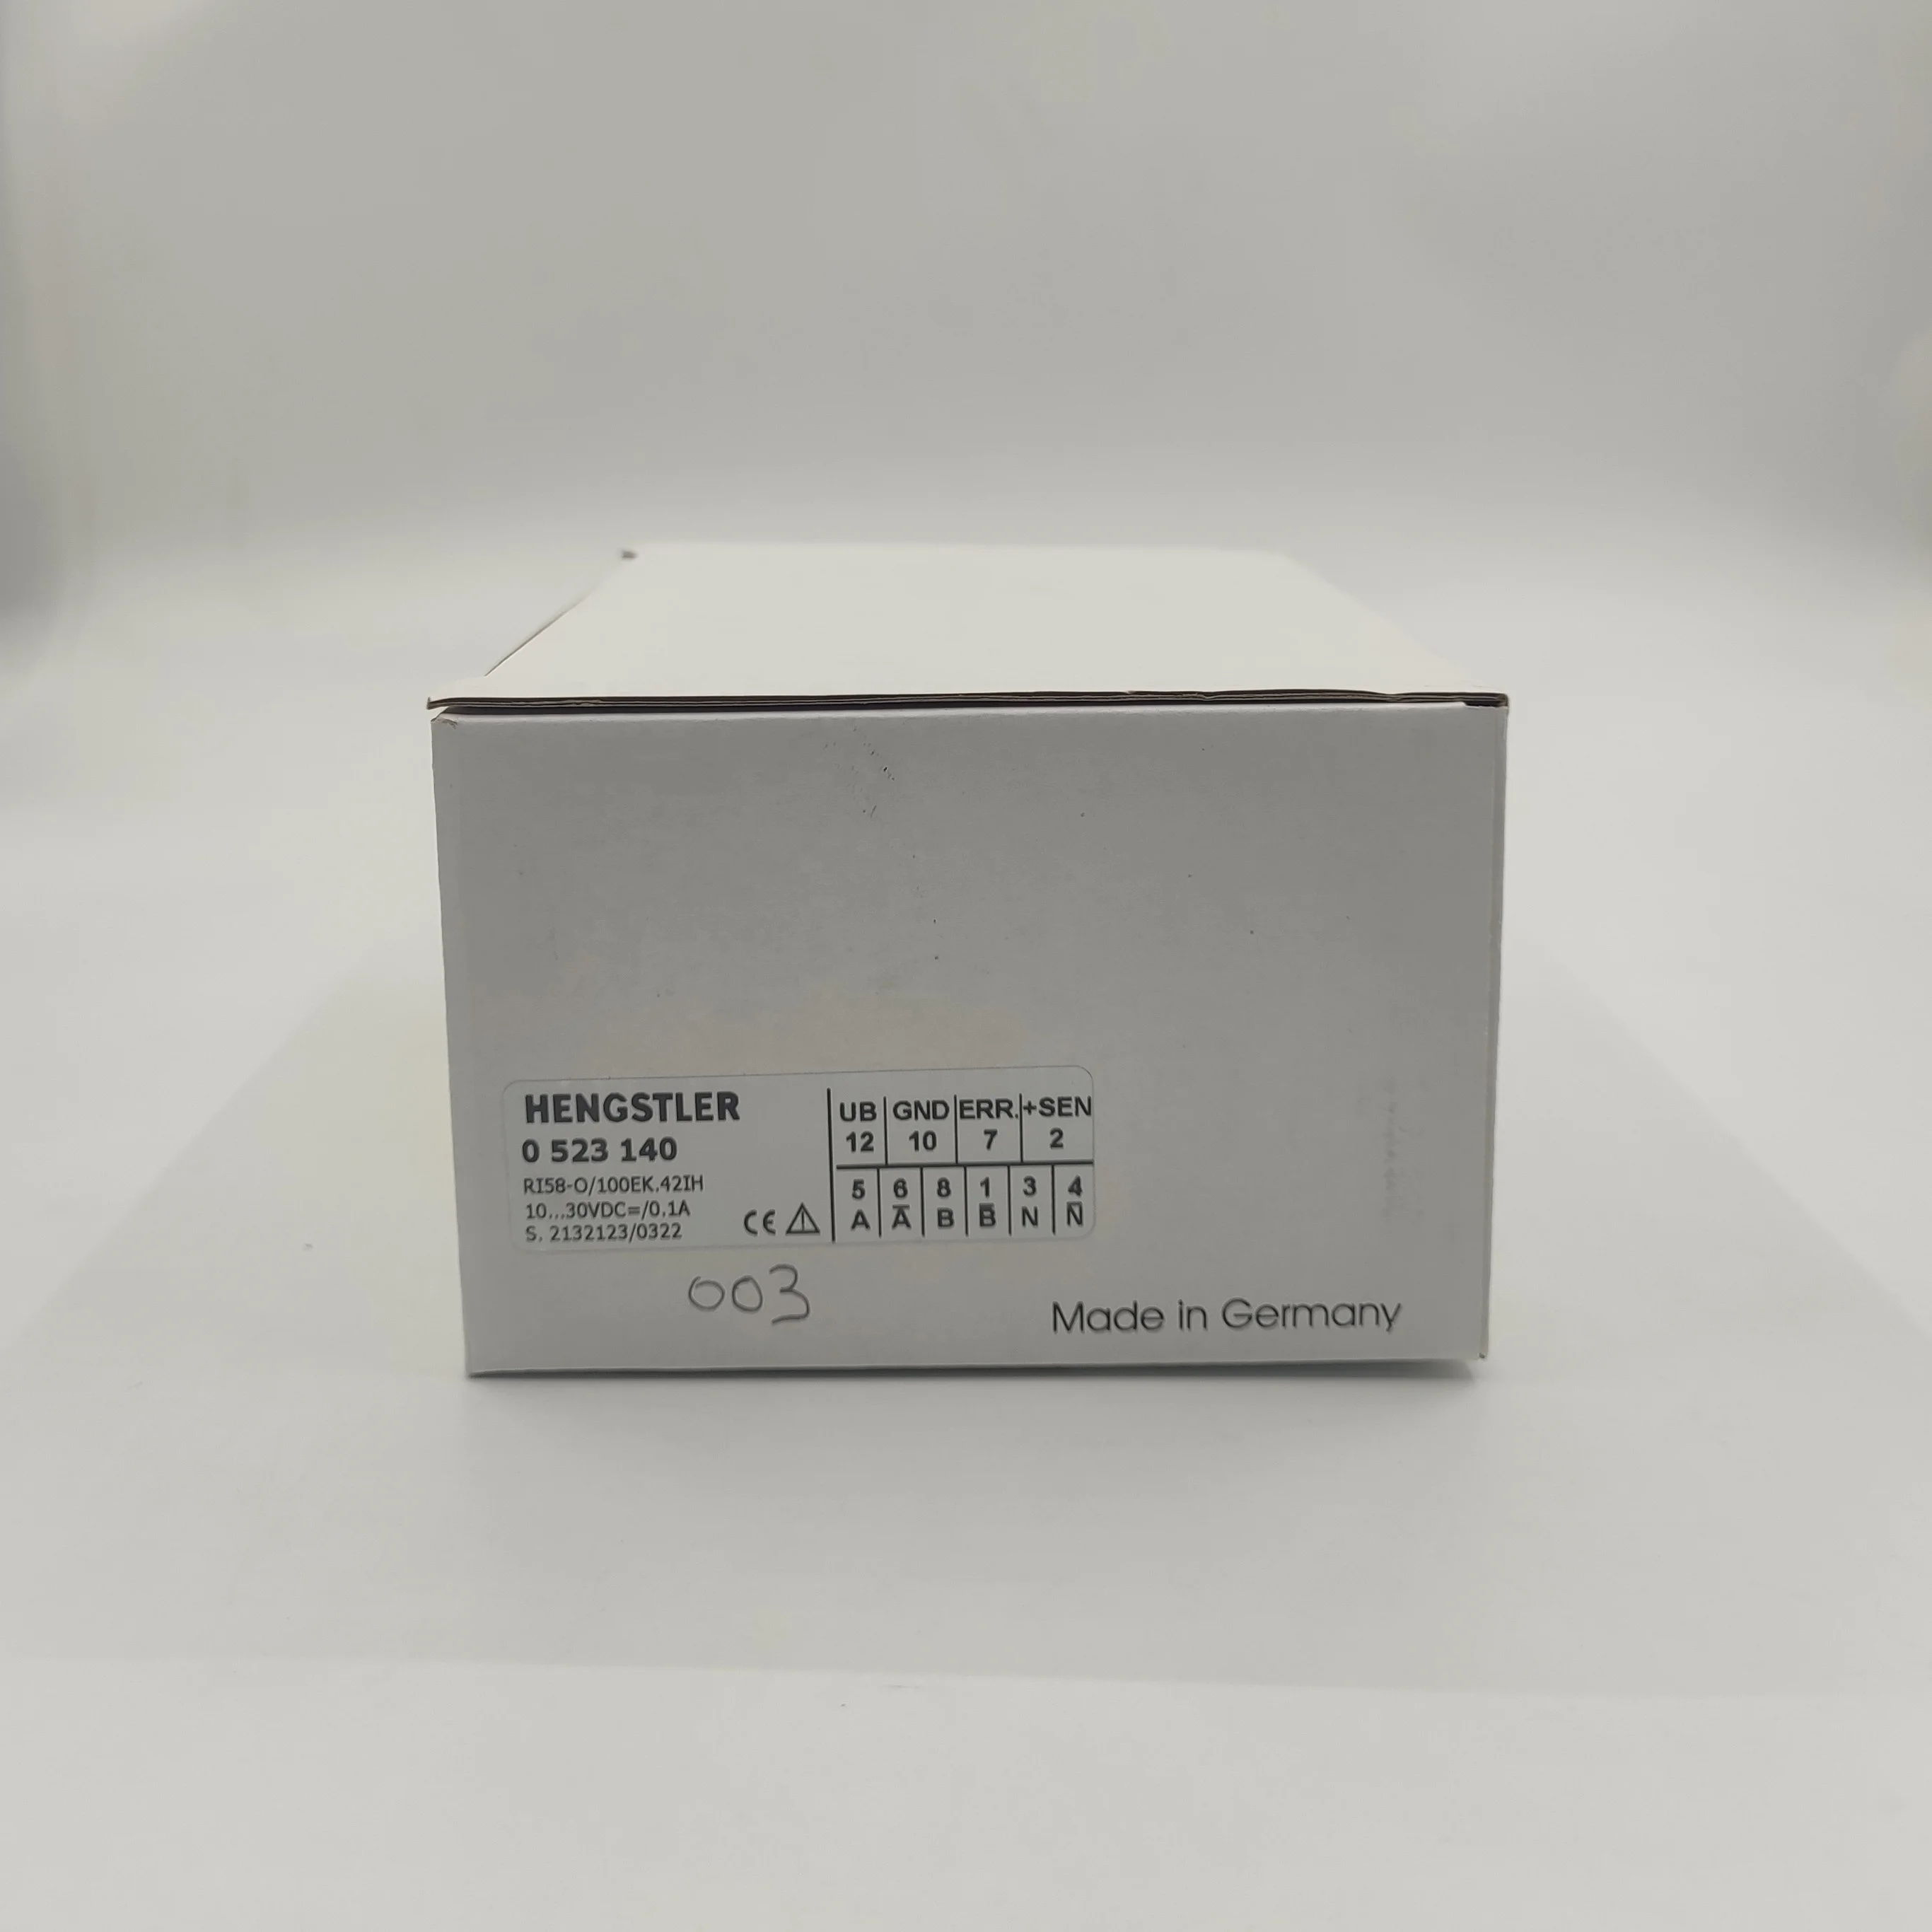 HENGSTLER
0 523 140
RI58-O/100EK.42IH
10...30VDC=/0.1A
S. 2132123/0322
CE
UB GND ERR. +SEN
12 10 7 2
5 6 8 1 3 4
A A̅ B B̅ N N̅
003
Made in Germany